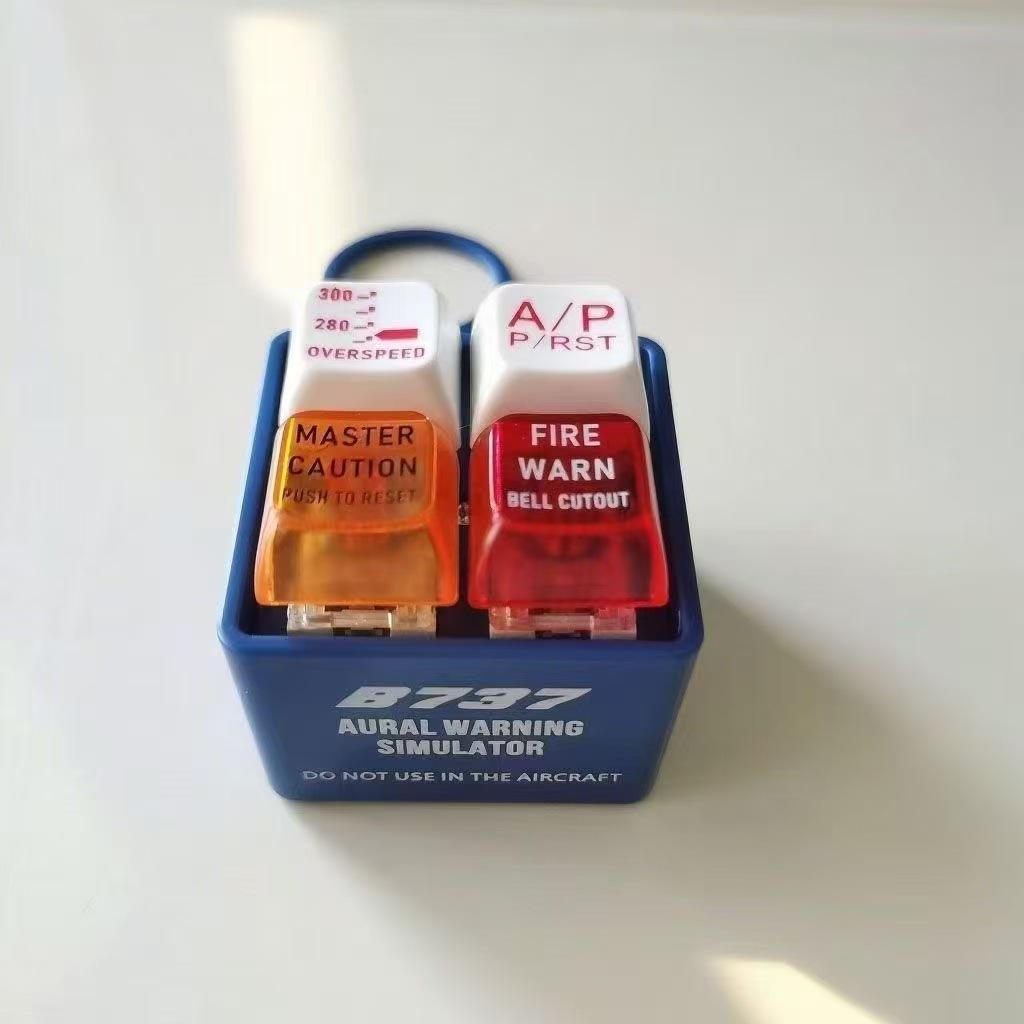 300
280
OVERSPEED
A/P
P/RST
MASTER
CAUTION
PUSH TO RESET
FIRE
WARN
BELL CUTOUT
B737
AURAL WARNING
SIMULATOR
DO NOT USE IN THE AIRCRAFT